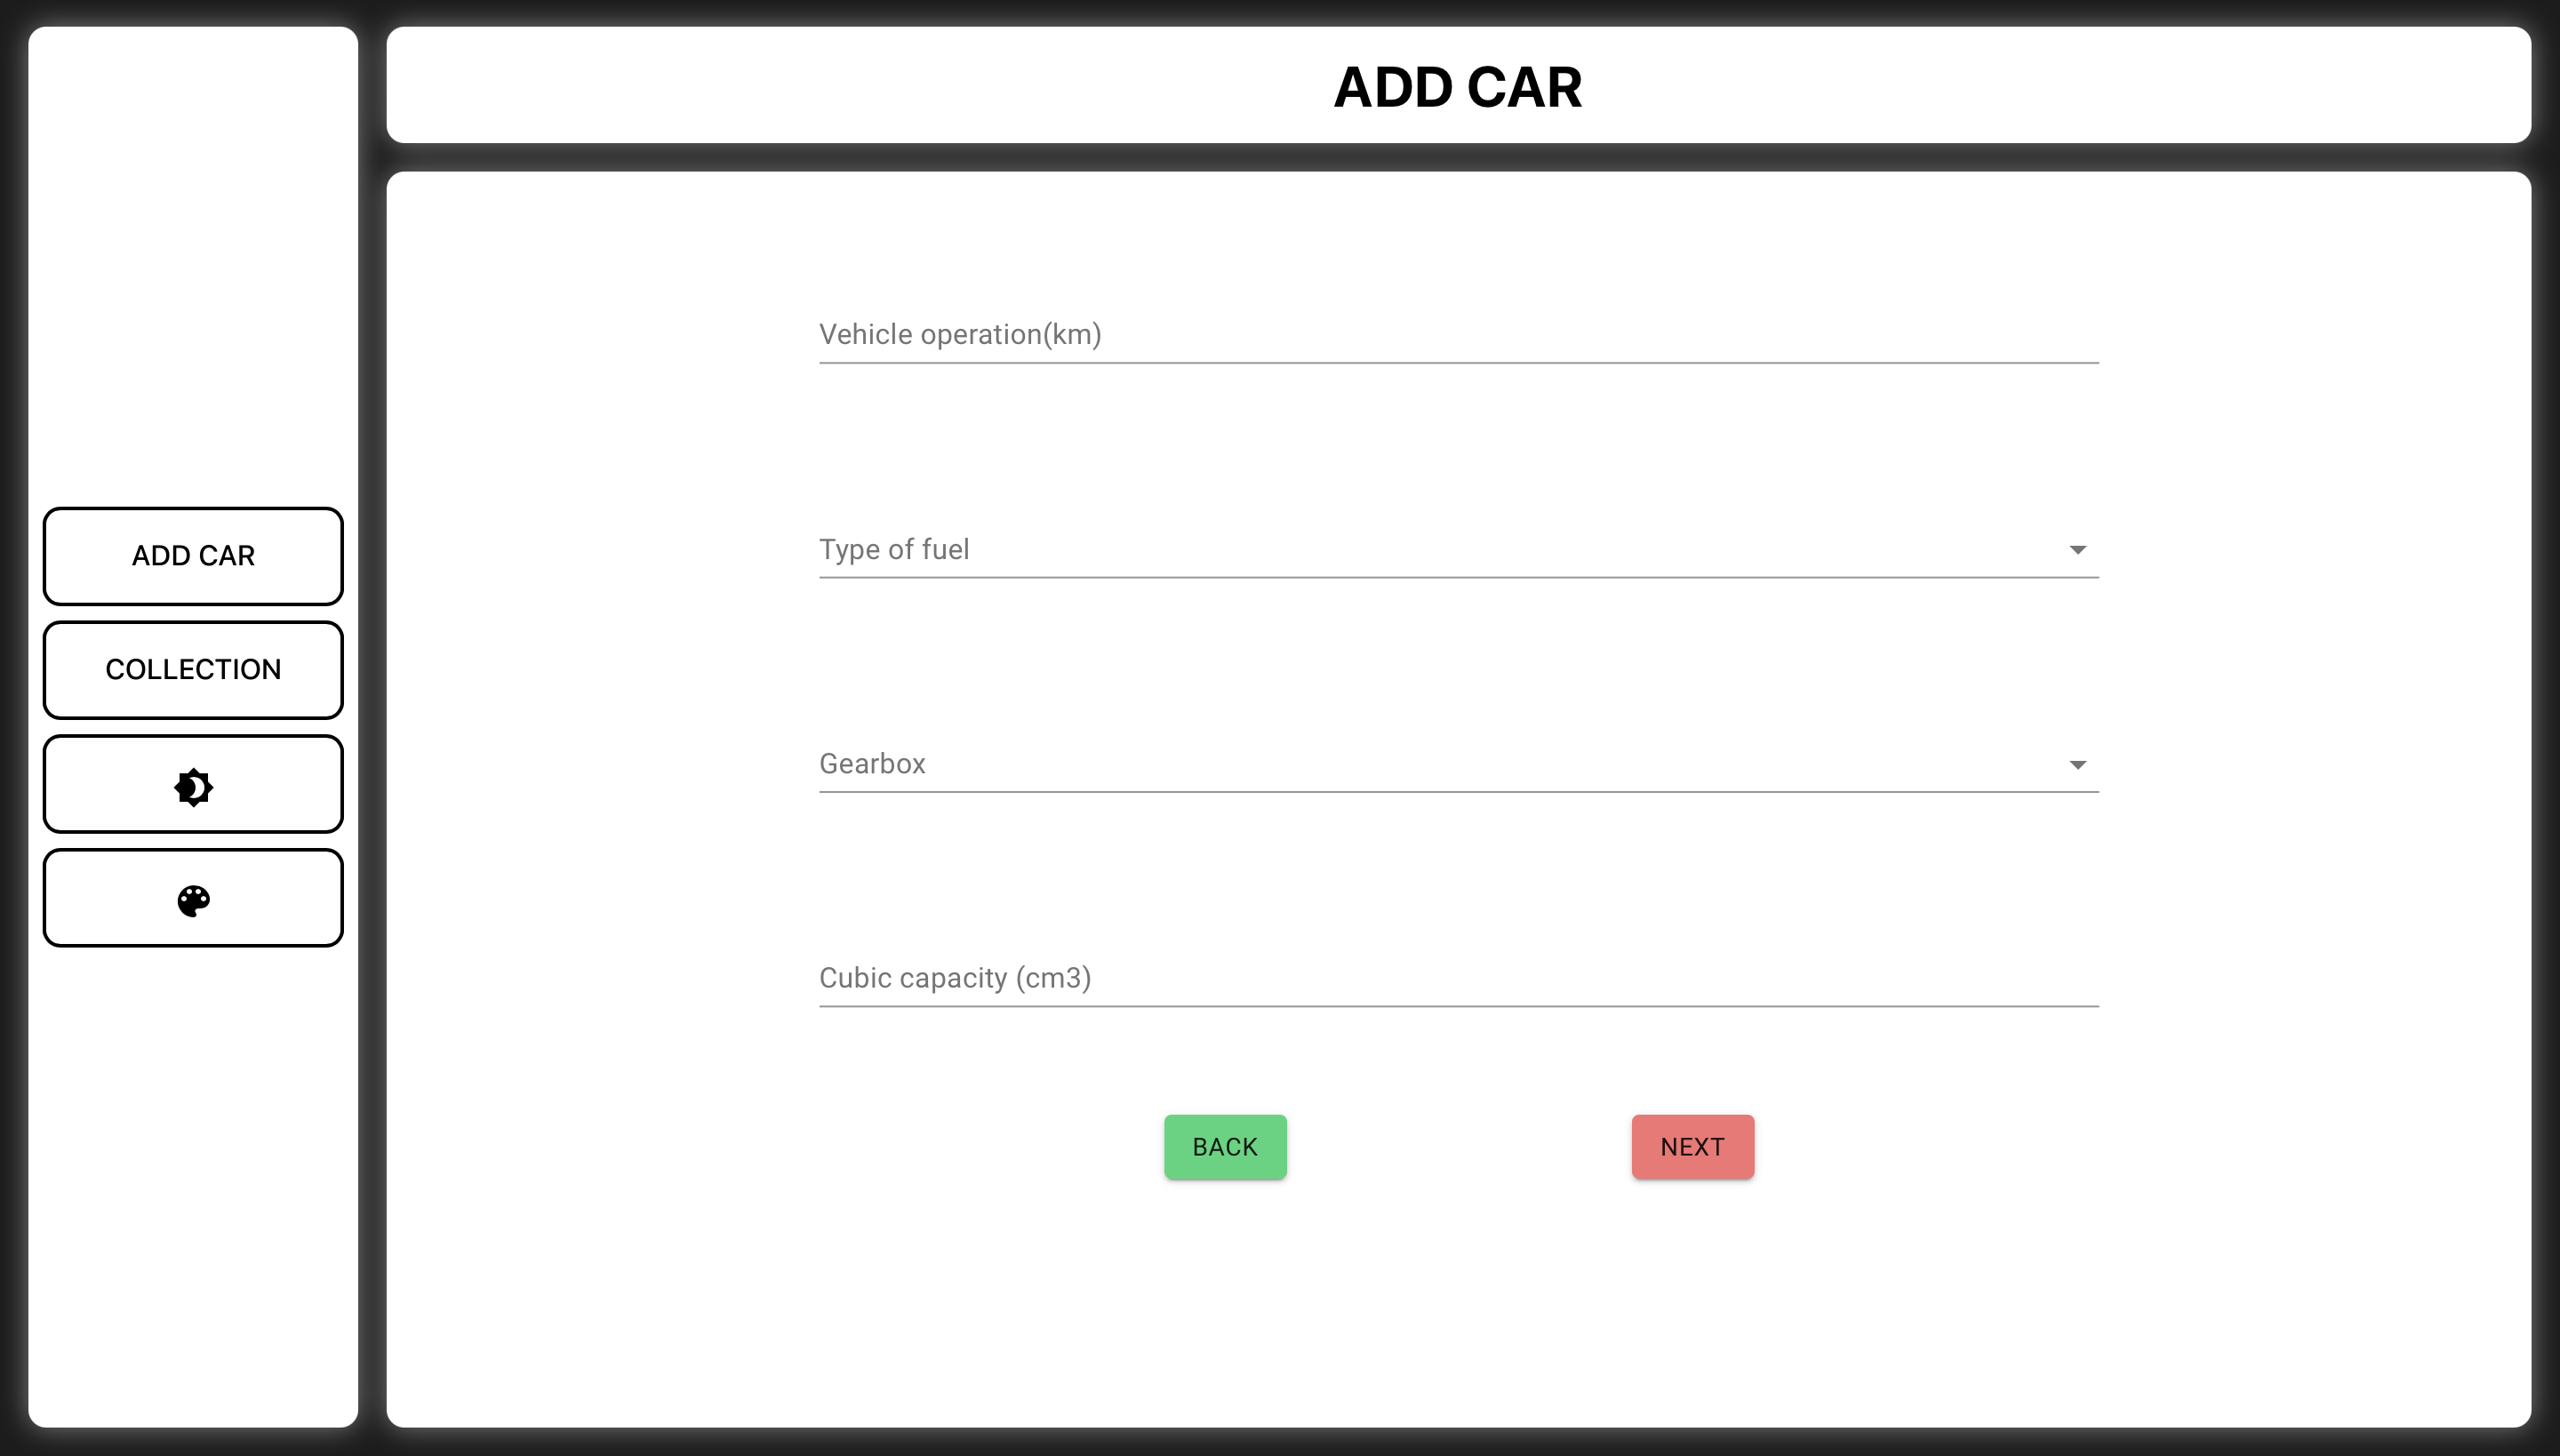 ADD CAR
ADD CAR
COLLECTION
Vehicle operation(km)
Type of fuel
Gearbox
Cubic capacity (cm3)
BACK
NEXT